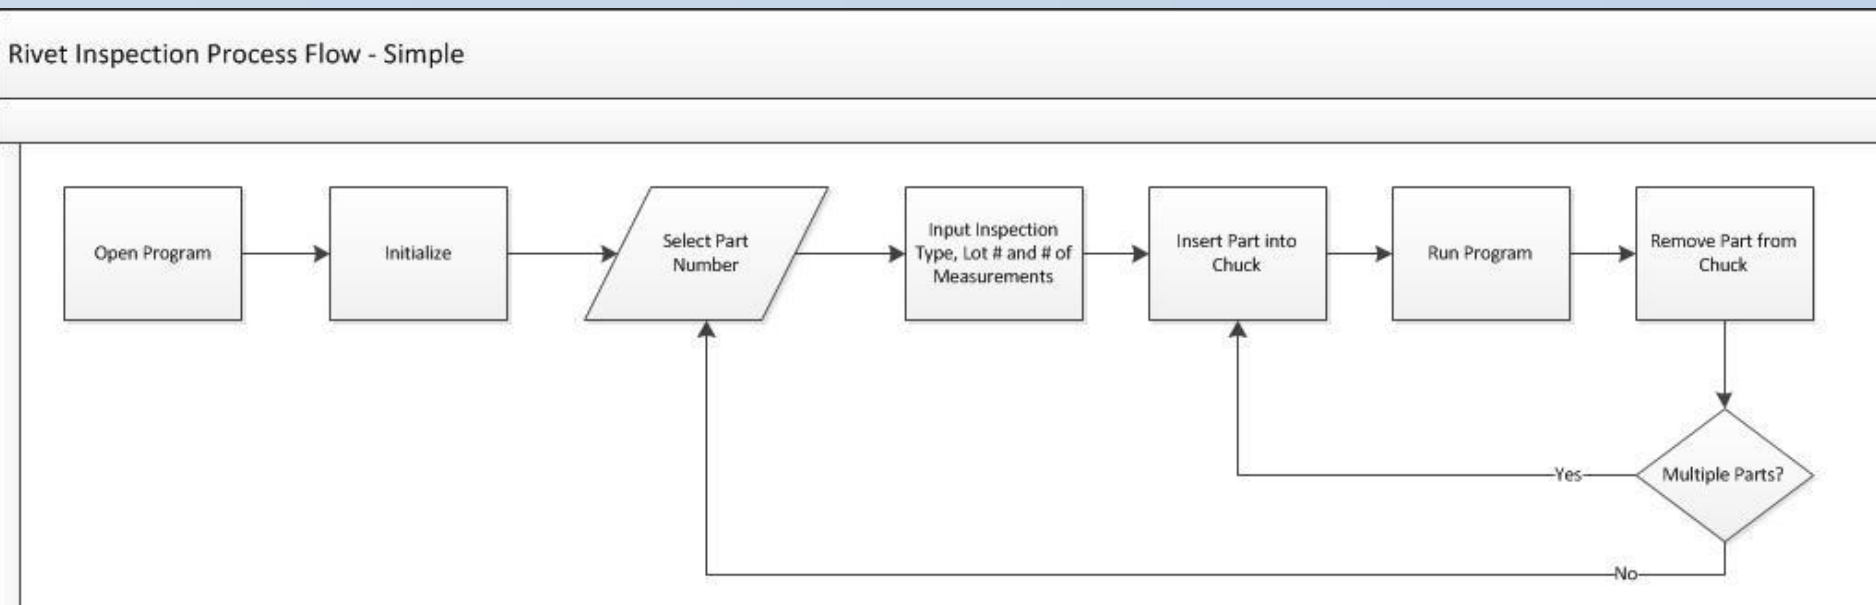 Rivet Inspection Process Flow - Simple
Open Program
Initialize
Select Part
Number
Input Inspection
Type, Lot # and # of
Measurements
Insert Part into
Chuck
Run Program
Remove Part from
Chuck
Yes
Multiple Parts?
No